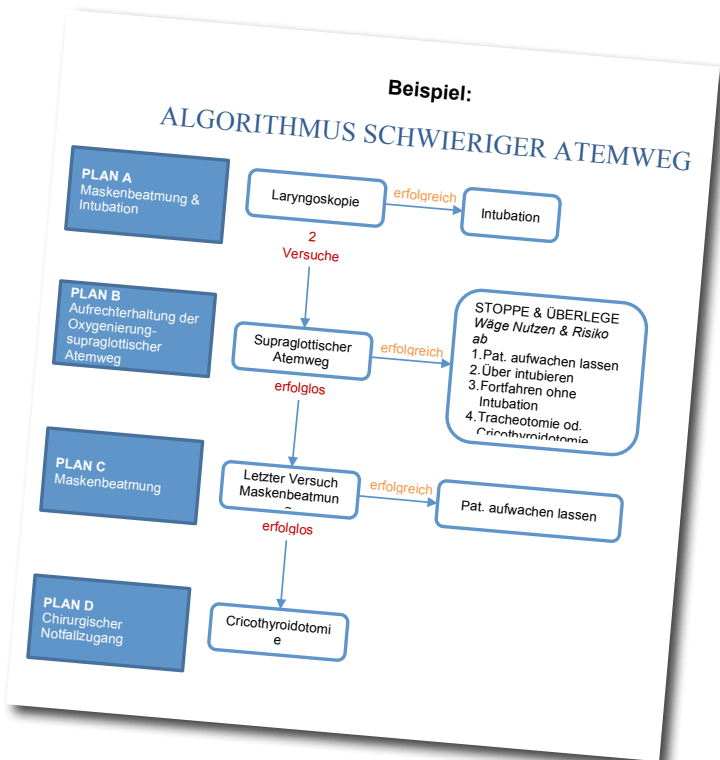 Beispiel:
ALGORITHMUS SCHWIERIGER ATEMWEG
PLAN A
Maskenbeatmung &
Intubation
Laryngoskopie
erfolgreich
Intubation
2
Versuche
PLAN B
Aufrechterhaltung der
Oxygenierung-
supraglottischer
Atemweg
Supraglottischer
Atemweg
erfolgreich
STOPPE & ÜBERLEGE
Wäge Nutzen & Risiko
ab
1.Pat. aufwachen lassen
2.Über intubieren
3.Fortfahren ohne
Intubation
4.Tracheotomie od.
Cricothyroidotomie
erfolglos
PLAN C
Maskenbeatmung
Letzter Versuch
Maskenbeatmun
erfolgreich
Pat. aufwachen lassen
erfolglos
PLAN D
Chirurgischer
Notfallzugang
Cricothyroidotomi
e